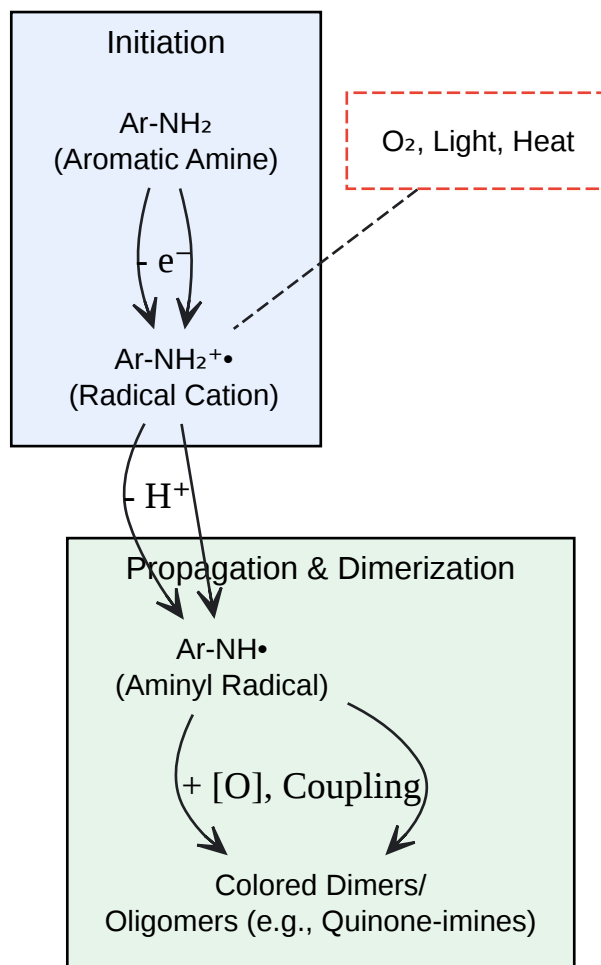 Initiation
Ar-NH₂
(Aromatic Amine)
O₂, Light, Heat
- e⁻
Ar-NH₂⁺•
(Radical Cation)
- H⁺
Propagation & Dimerization
Ar-NH•
(Aminyl Radical)
+ [O], Coupling
Colored Dimers/
Oligomers (e.g., Quinone-imines)